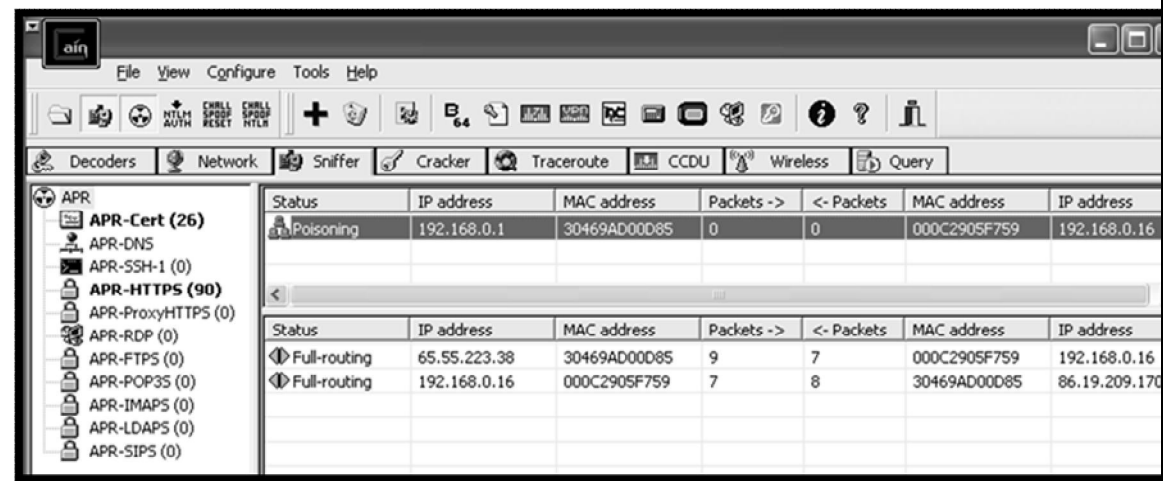 aín
File View Configure Tools Help
NTLM AUTH CHALL SPOOF RESET CHALL SPOOF NTLM B 64
Decoders Network Sniffer Cracker Traceroute CCDU Wireless Query
APR
APR-Cert (26)
APR-DNS
APR-SSH-1 (0)
APR-HTTPS (90)
APR-ProxyHTTPS (0)
APR-RDP (0)
APR-FTPS (0)
APR-POP3S (0)
APR-IMAPS (0)
APR-LDAPS (0)
APR-SIPS (0)
Status IP address MAC address Packets -> <- Packets MAC address IP address
Poisoning 192.168.0.1 30469AD00D85 0 0 000C2905F759 192.168.0.16
Status IP address MAC address Packets -> <- Packets MAC address IP address
Full-routing 65.55.223.38 30469AD00D85 9 7 000C2905F759 192.168.0.16
Full-routing 192.168.0.16 000C2905F759 7 8 30469AD00D85 86.19.209.170